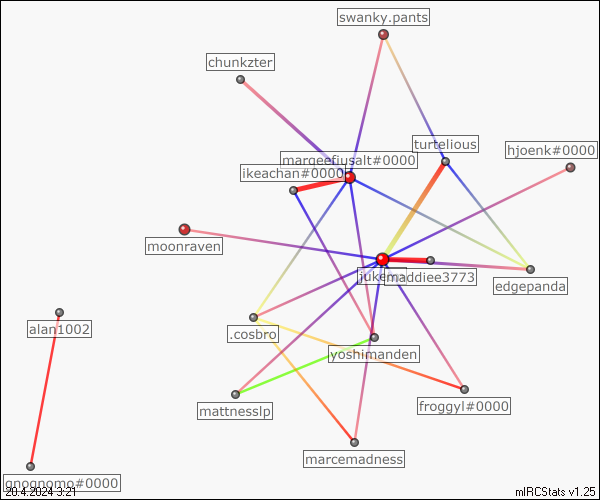 swanky.pants
chunkzter
turtelious
hjoenk#0000
margeefiusalt#0000
ikeachan#0000
moonraven
maddiee3773
edgepanda
alan1002
.cosbro
yoshimanden
mattnesslp
froggyl#0000
marcemadness
gnognomo#0000
20.4.2024 3:21
mIRCStats v1.25